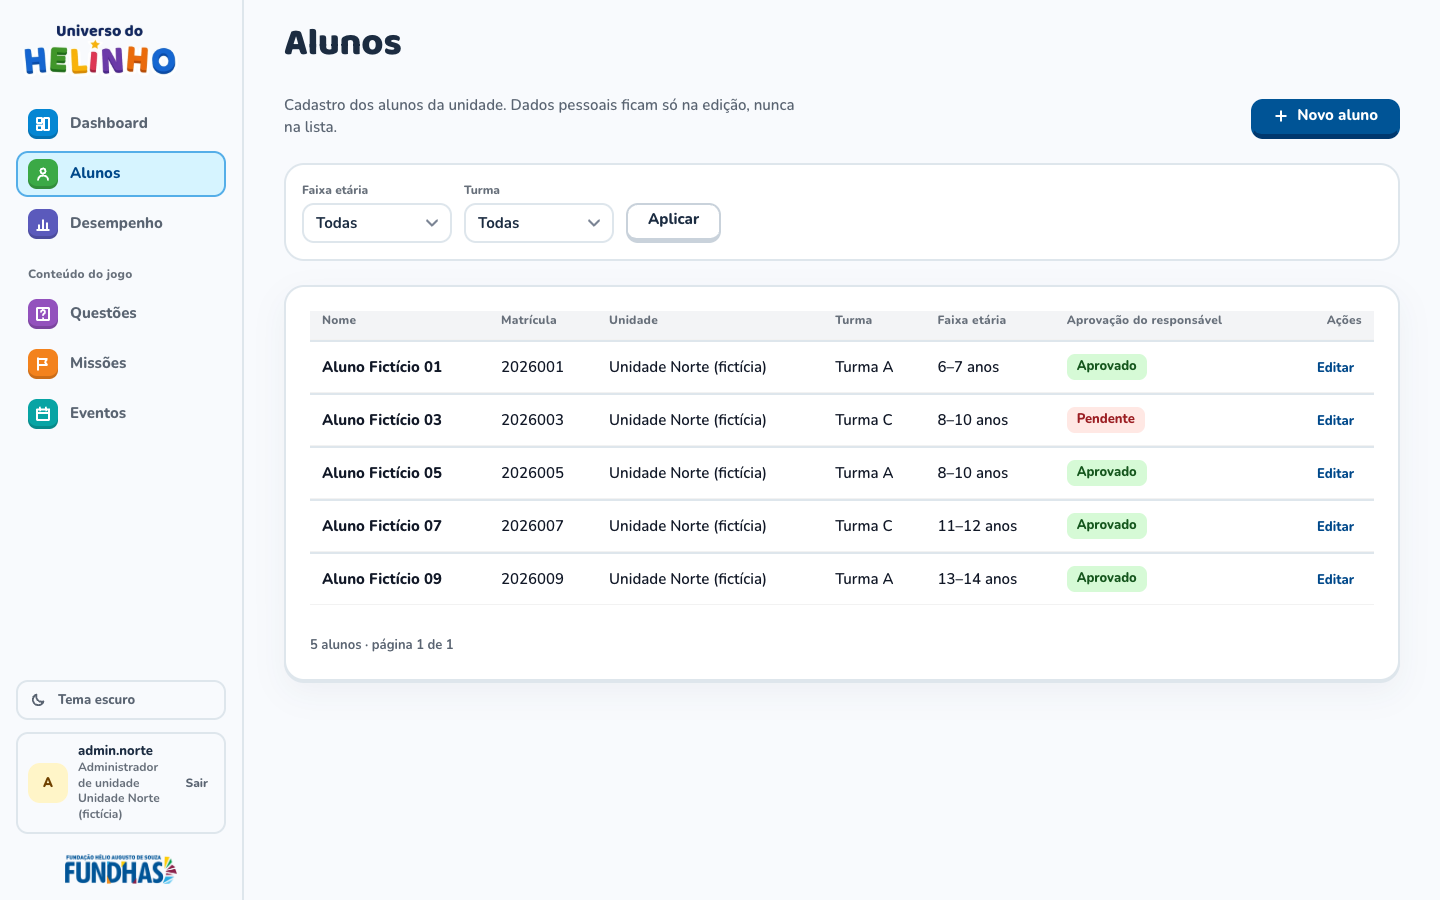 Universo do
HELINHO
Dashboard
Alunos
Desempenho
Conteúdo do jogo
Questões
Missões
Eventos
Tema escuro
A
admin.norte
Administrador
de unidade
Unidade Norte
(fictícia)
Sair
FUNDAÇÃO HÉLIO AUGUSTO DE SOUZA
FUNDHAS
Alunos
Cadastro dos alunos da unidade. Dados pessoais ficam só na edição, nunca
na lista.
+ Novo aluno
Faixa etária Turma
Todas Todas Aplicar
Nome Matrícula Unidade Turma Faixa etária Aprovação do responsável Ações
Aluno Fictício 01 2026001 Unidade Norte (fictícia) Turma A 6–7 anos Aprovado Editar
Aluno Fictício 03 2026003 Unidade Norte (fictícia) Turma C 8–10 anos Pendente Editar
Aluno Fictício 05 2026005 Unidade Norte (fictícia) Turma A 8–10 anos Aprovado Editar
Aluno Fictício 07 2026007 Unidade Norte (fictícia) Turma C 11–12 anos Aprovado Editar
Aluno Fictício 09 2026009 Unidade Norte (fictícia) Turma A 13–14 anos Aprovado Editar
5 alunos · página 1 de 1